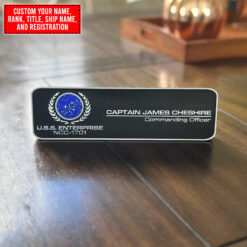 CUSTOM YOUR NAME,
RANK, TITLE, SHIP NAME,
AND REGISTRATION
CAPTAIN JAMES CHESHIRE
Commanding Officer
U.S.S. ENTERPRISE
NCC-1701